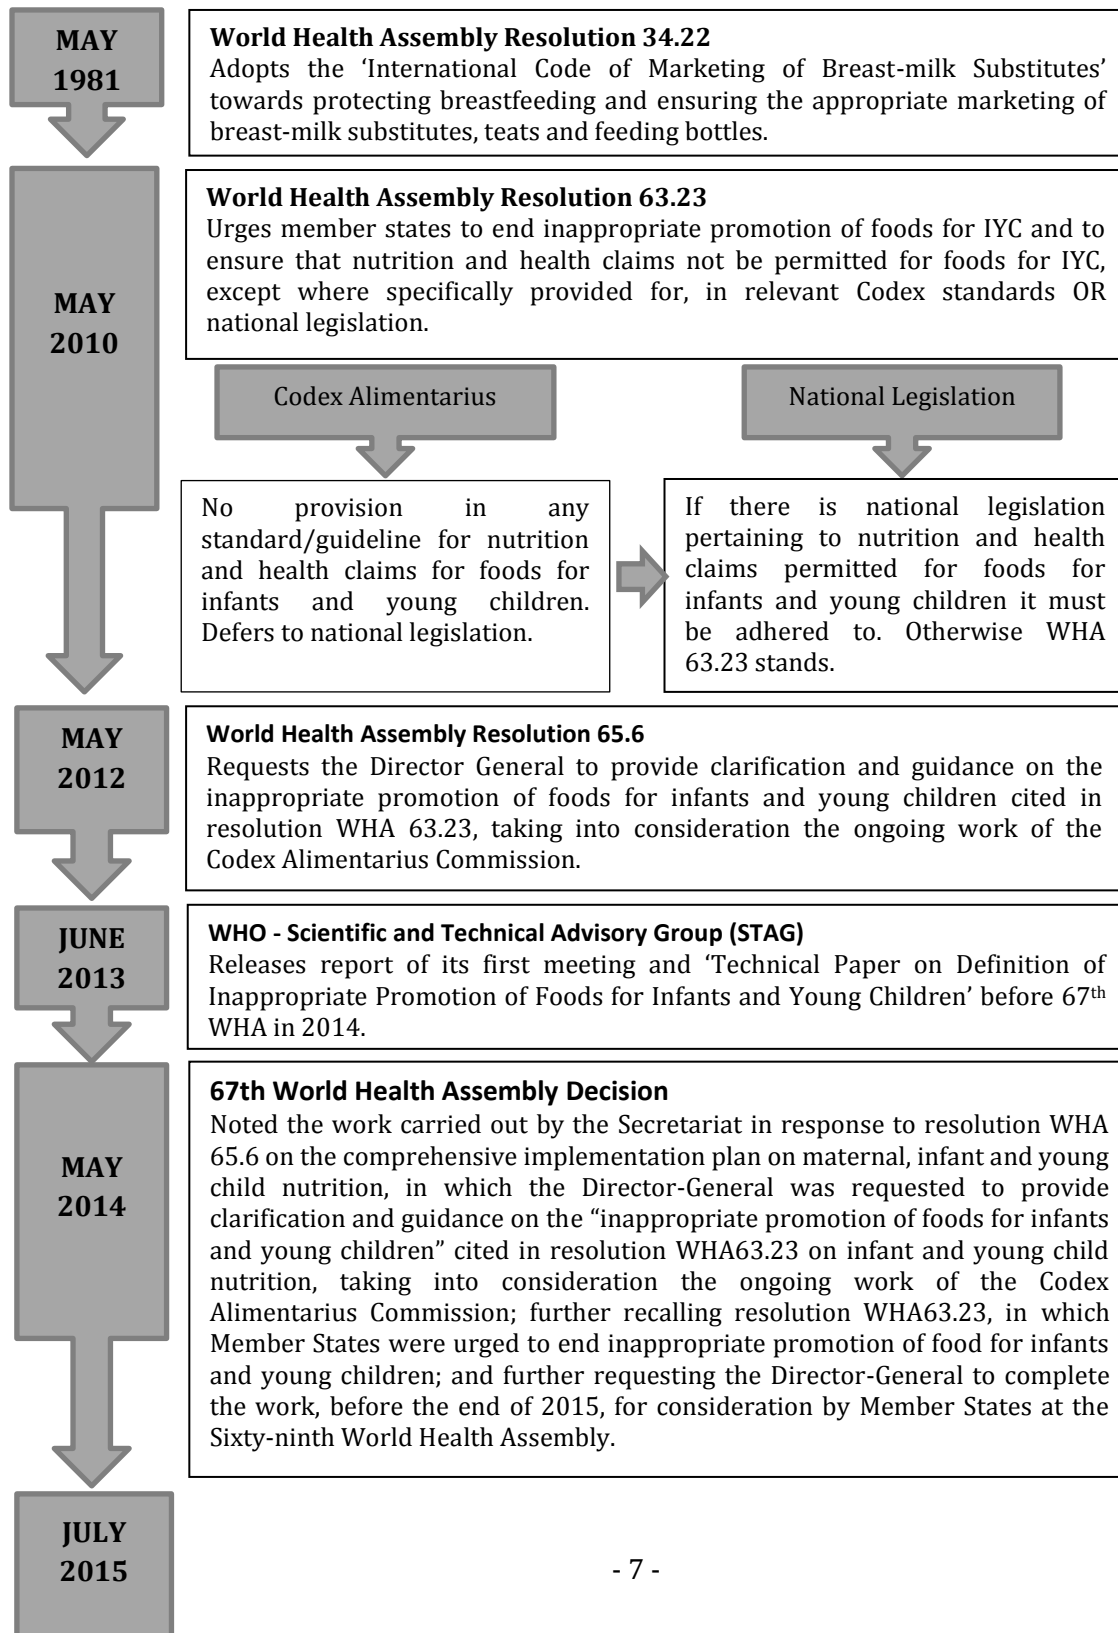 MAY
1981
World Health Assembly Resolution 34.22
Adopts the ‘International Code of Marketing of Breast-milk Substitutes’
towards protecting breastfeeding and ensuring the appropriate marketing of
breast-milk substitutes, teats and feeding bottles.
MAY
2010
World Health Assembly Resolution 63.23
Urges member states to end inappropriate promotion of foods for IYC and to
ensure that nutrition and health claims not be permitted for foods for IYC,
except where specifically provided for, in relevant Codex standards OR
national legislation.
Codex Alimentarius
No provision in any
standard/guideline for nutrition
and health claims for foods for
infants and young children.
Defers to national legislation.
National Legislation
If there is national legislation
pertaining to nutrition and health
claims permitted for foods for
infants and young children it must
be adhered to. Otherwise WHA
63.23 stands.
MAY
2012
World Health Assembly Resolution 65.6
Requests the Director General to provide clarification and guidance on the
inappropriate promotion of foods for infants and young children cited in
resolution WHA 63.23, taking into consideration the ongoing work of the
Codex Alimentarius Commission.
JUNE
2013
WHO - Scientific and Technical Advisory Group (STAG)
Releases report of its first meeting and ‘Technical Paper on Definition of
Inappropriate Promotion of Foods for Infants and Young Children’ before 67th
WHA in 2014.
MAY
2014
67th World Health Assembly Decision
Noted the work carried out by the Secretariat in response to resolution WHA
65.6 on the comprehensive implementation plan on maternal, infant and young
child nutrition, in which the Director-General was requested to provide
clarification and guidance on the “inappropriate promotion of foods for infants
and young children” cited in resolution WHA63.23 on infant and young child
nutrition, taking into consideration the ongoing work of the Codex
Alimentarius Commission; further recalling resolution WHA63.23, in which
Member States were urged to end inappropriate promotion of food for infants
and young children; and further requesting the Director-General to complete
the work, before the end of 2015, for consideration by Member States at the
Sixty-ninth World Health Assembly.
JULY
2015
- 7 -